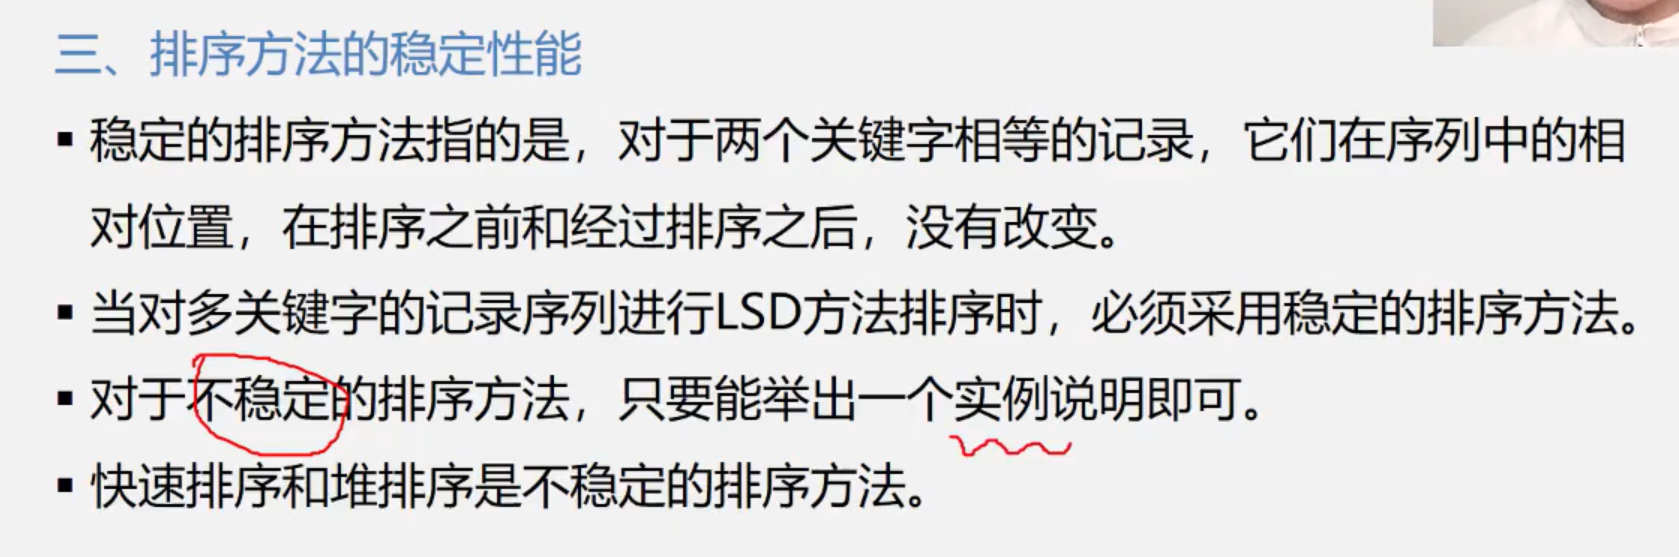 三、排序方法的稳定性能
▪ 稳定的排序方法指的是，对于两个关键字相等的记录，它们在序列中的相
对位置，在排序之前和经过排序之后，没有改变。
▪ 当对多关键字的记录序列进行LSD方法排序时，必须采用稳定的排序方法。
▪ 对于不稳定的排序方法，只要能举出一个实例说明即可。
▪ 快速排序和堆排序是不稳定的排序方法。